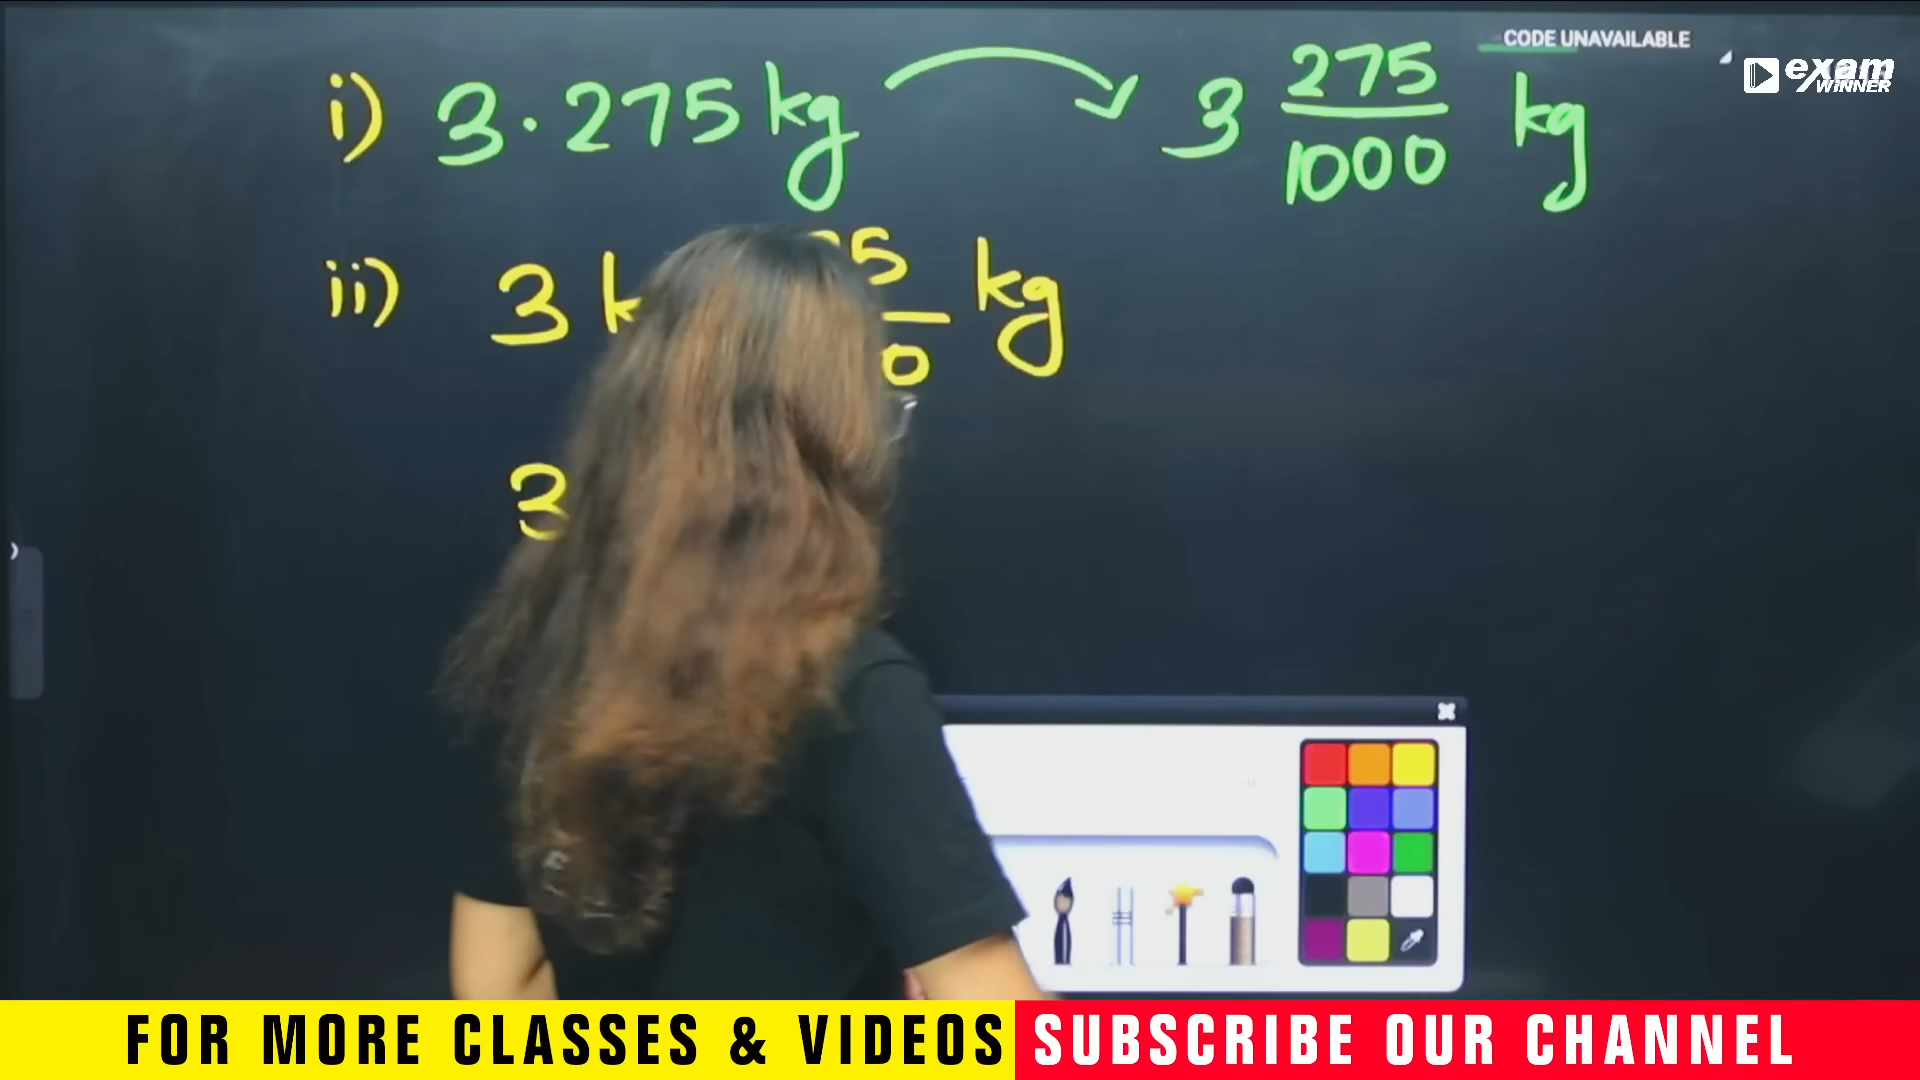 CODE UNAVAILABLE
exam WINNER
i) 3.275 kg 3 275/1000 kg
ii) 3 kg
3
FOR MORE CLASSES & VIDEOS SUBSCRIBE OUR CHANNEL